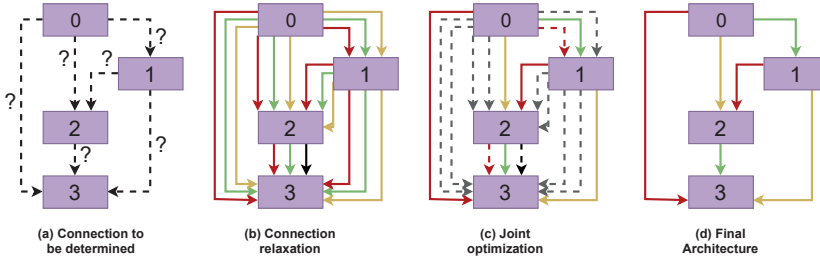 0
?
?
?
1
?
?
2
?
3
(a) Connection to
be determined
0
1
2
3
(b) Connection
relaxation
0
1
2
3
(c) Joint
optimization
0
1
2
3
(d) Final
Architecture